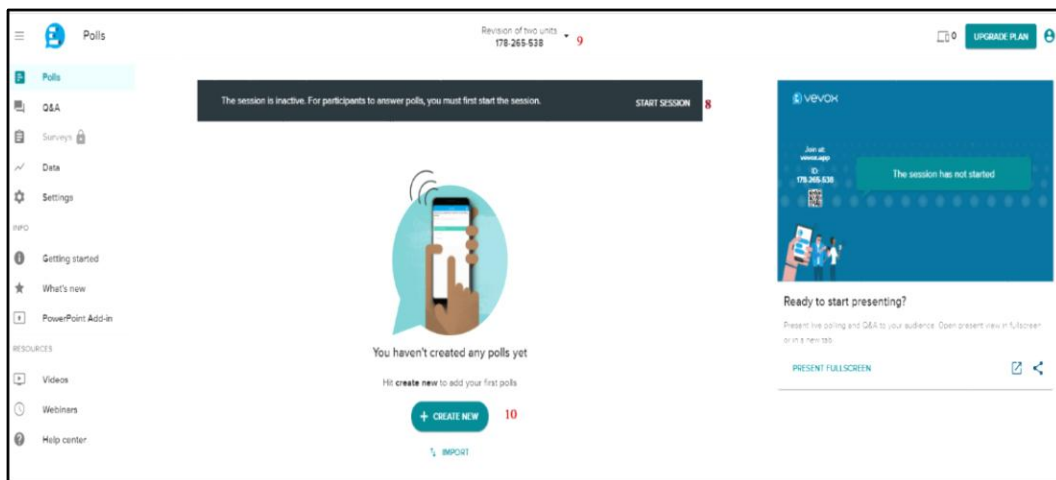 Polls
Revision of two units
178-265-538
9
0
UPGRADE PLAN
Polls
Q&A
Surveys
Data
Settings
INFO
Getting started
What's new
PowerPoint Add-in
RESOURCES
Videos
Webinars
Help center
The session is inactive. For participants to answer polls, you must first start the session.
START SESSION
8
You haven't created any polls yet
Hit create new to add your first polls
+ CREATE NEW
10
IMPORT
vevox
Join at:
vevox.app
ID:
178-265-538
The session has not started
Ready to start presenting?
Present live polling and Q&A to your audience. Open present view in fullscreen
or in a new tab.
PRESENT FULLSCREEN